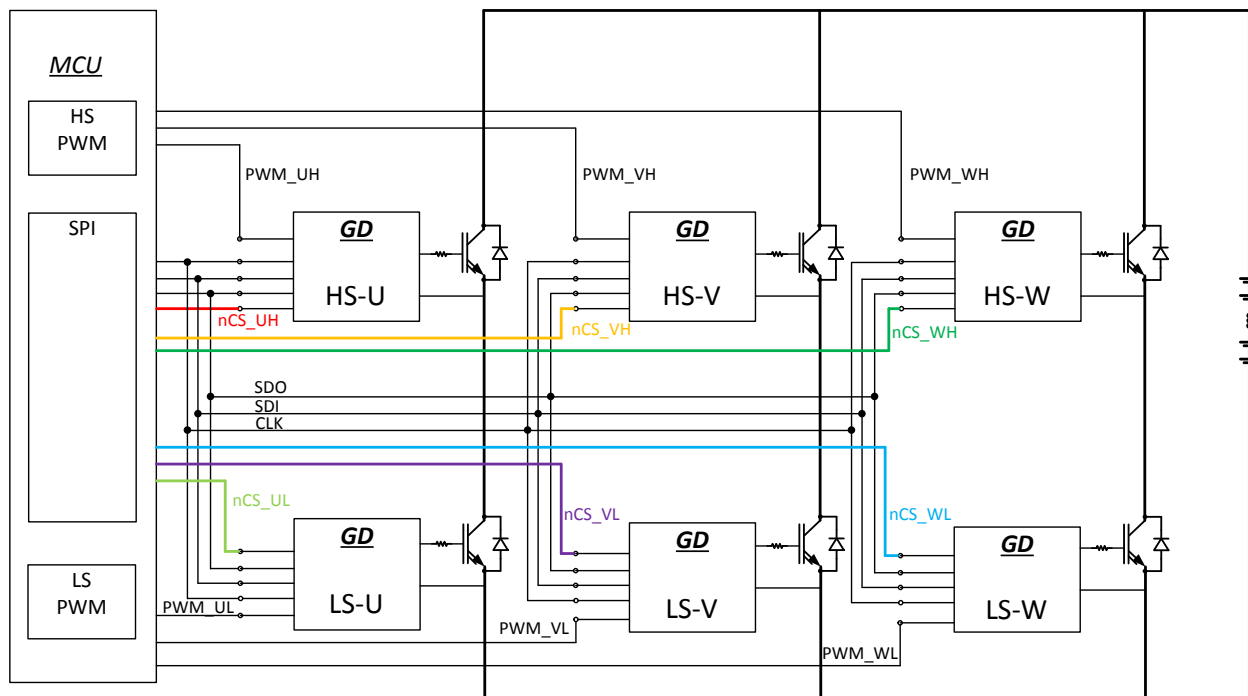 MCU
HS
PWM
PWM_UH
PWM_VH
PWM_WH
SPI
GD
HS-U
GD
HS-V
GD
HS-W
nCS_UH
nCS_VH
nCS_WH
SDO
SDI
CLK
nCS_UL
nCS_VL
nCS_WL
GD
LS-U
GD
LS-V
GD
LS-W
LS
PWM
PWM_UL
PWM_VL
PWM_WL